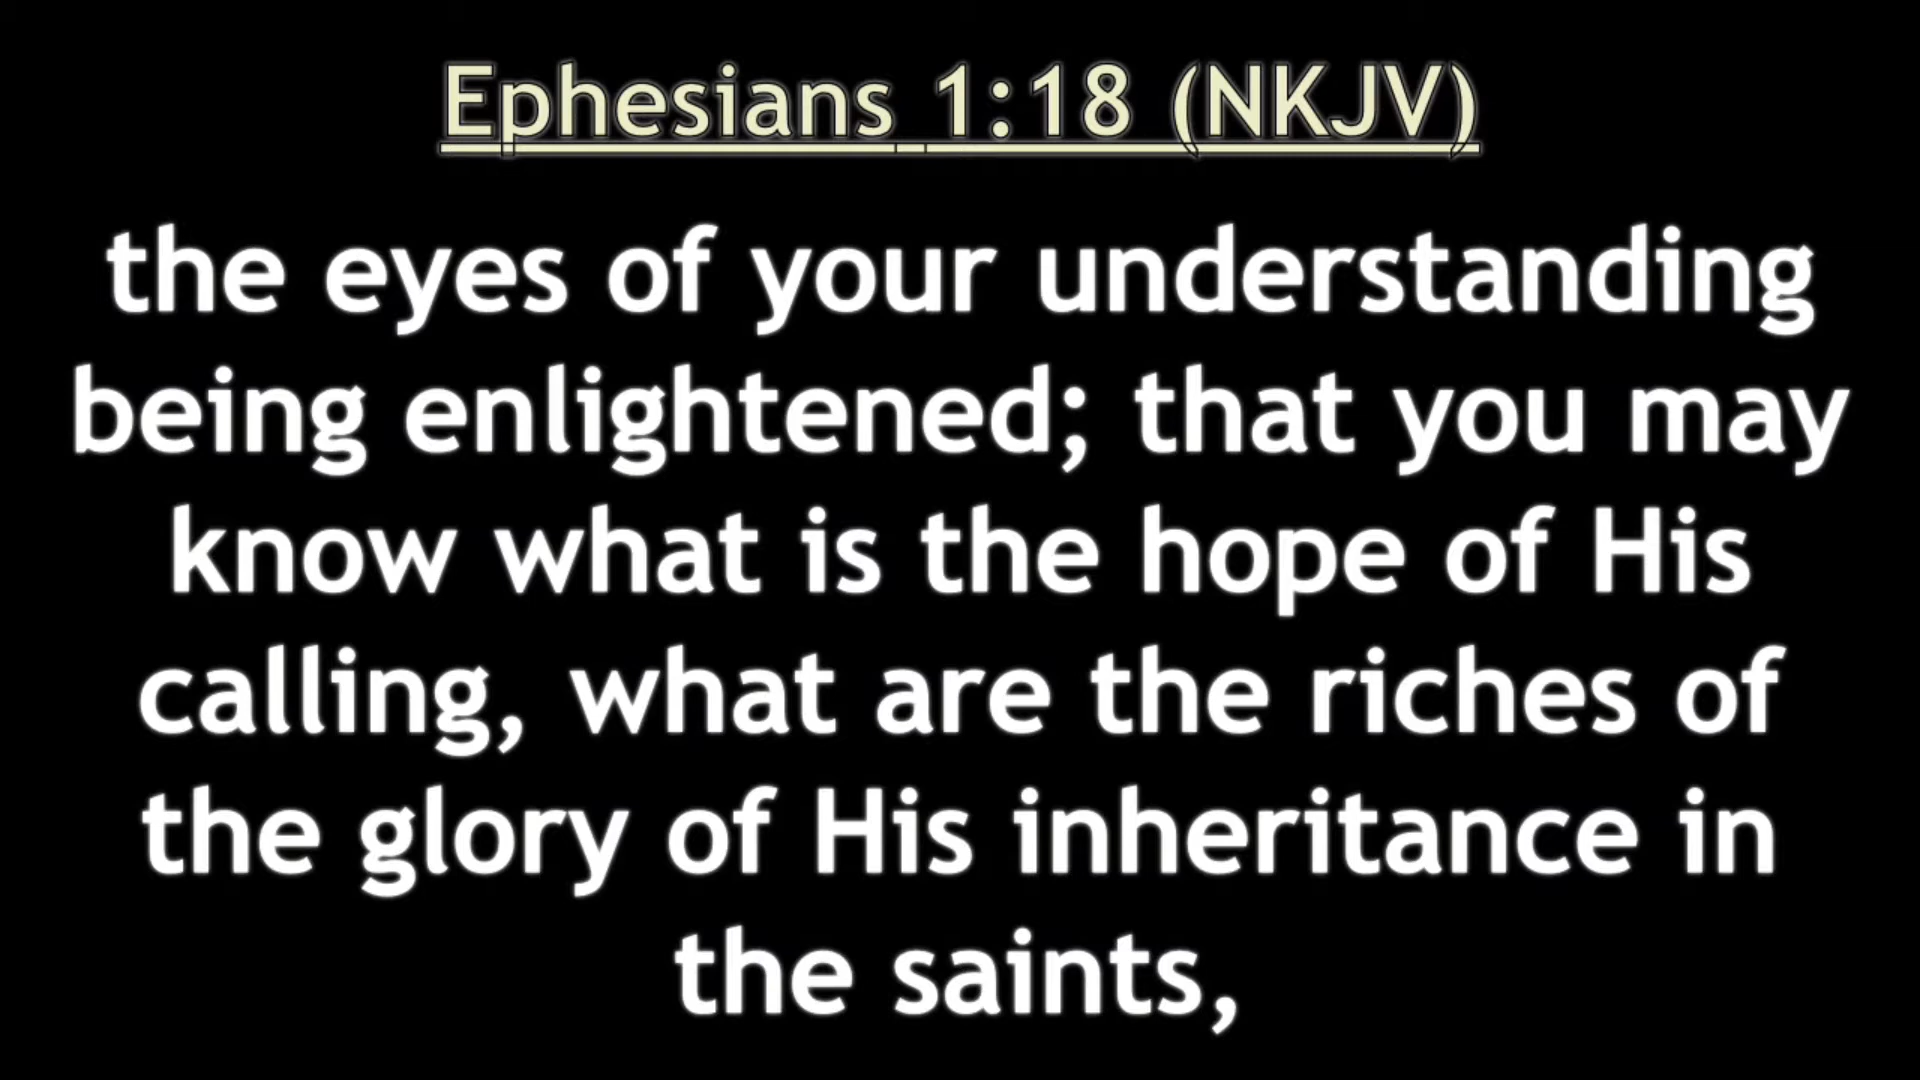 Ephesians 1:18 (NKJV)
the eyes of your understanding
being enlightened; that you may
know what is the hope of His
calling, what are the riches of
the glory of His inheritance in
the saints,